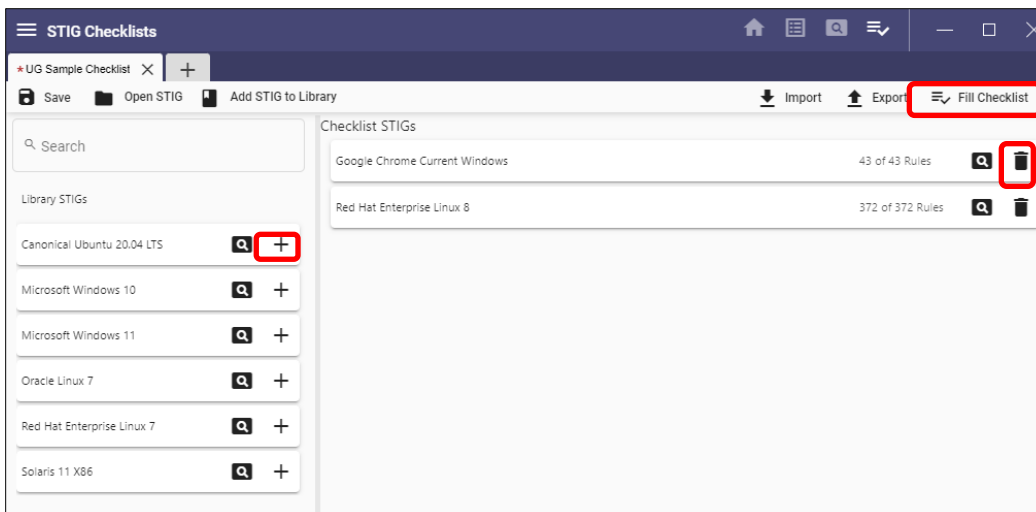 STIG Checklists
*UG Sample Checklist
Save Open STIG Add STIG to Library Import Export Fill Checklist
Search
Library STIGs
Canonical Ubuntu 20.04 LTS
Microsoft Windows 10
Microsoft Windows 11
Oracle Linux 7
Red Hat Enterprise Linux 7
Solaris 11 X86
Checklist STIGs
Google Chrome Current Windows 43 of 43 Rules
Red Hat Enterprise Linux 8 372 of 372 Rules